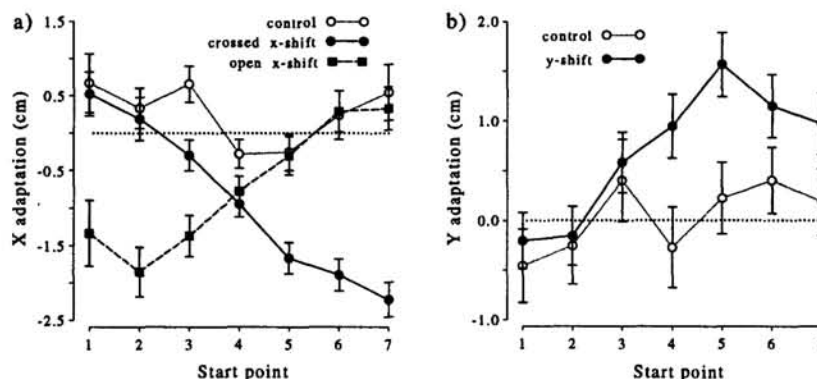 a)
control
crossed x-shift
open x-shift
X adaptation (cm)
1.5
0.5
-0.5
-1.5
-2.5
1 2 3 4 5 6 7
Start point
b)
control
y-shift
Y adaptation (cm)
2.0
1.0
0.0
-1.0
1 2 3 4 5 6
Start point